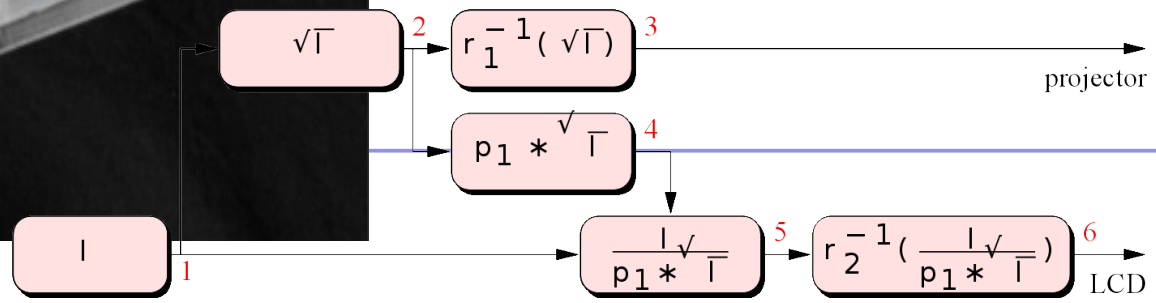 √I
2
r₁⁻¹(√I)
3
projector
p₁ * √I
4
I
1
I / (p₁ * √I)
5
r₂⁻¹(I / (p₁ * √I))
6
LCD